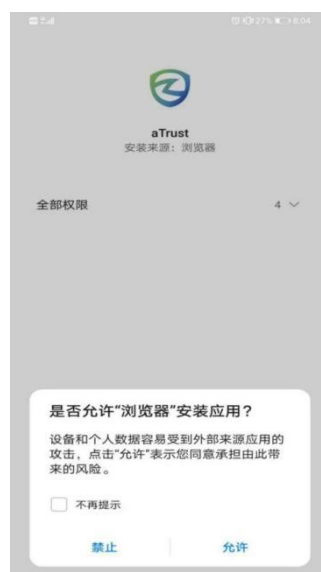 27% 6:04
aTrust
安装来源：浏览器
全部权限 4
是否允许“浏览器”安装应用？
设备和个人数据容易受到外部来源应用的
攻击，点击“允许”表示您同意承担由此带
来的风险。
不再提示
禁止 允许